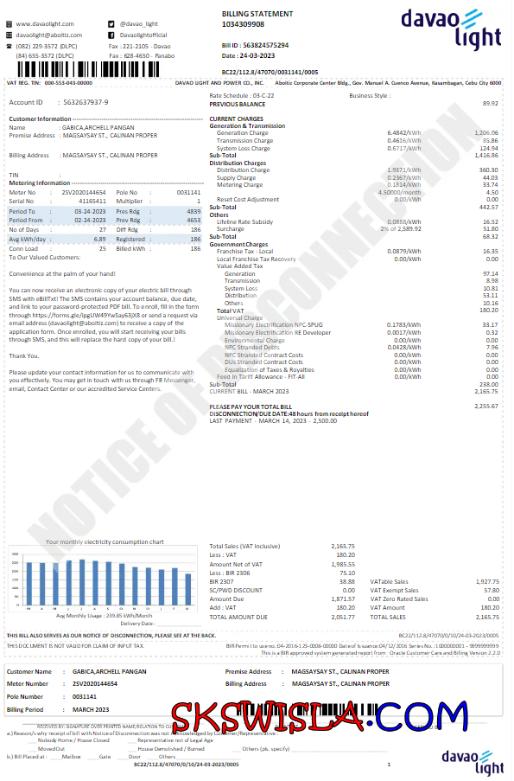 BILLING STATEMENT
1034309908
davao light
www.davaolight.com
@davao_light
davaolight@aboitiz.com
Davaolightofficial
(082) 229-3572 (DLPC)
Fax : 221-2105 - Davao
Bill ID : 563824575294
(84) 655-3572 (DLPC)
Fax : 628-4650 - Panabo
Date : 24-03-2023
BC22/112.8/47070/0031141/0005
VAT REG. TIN: 000-553-045-00000
DAVAO LIGHT AND POWER CO., INC. Aboitiz Corporate Center Bldg., Gov. Manuel A. Cuenco Avenue, Kasambagan, Cebu City 6000
Rate Schedule : 03-C-22
Business Style :
Account ID : 5632637937-9
PREVIOUS BALANCE 89.92
Customer Information
Name : GABICA,ARCHELL PANGAN
Premise Address : MAGSAYSAY ST., CALINAN PROPER
Billing Address : MAGSAYSAY ST., CALINAN PROPER
TIN :
Metering Information
Meter No : 2SV2020144654 Pole No : 0031141
Serial No : 41165411 Multiplier : 1
Period To : 03-24-2023 Pres Rdg : 4839
Period From : 02-24-2023 Prev Rdg : 4653
No of Days : 27 Diff Rdg : 186
Avg kWh/day : 6.89 Registered : 186
Conn Load : 25 Billed kWh : 186
To Our Valued Customers:
Convenience at the palm of your hand!
You can now receive an electronic copy of your electric bill through
SMS with eBillTxt! The SMS contains your account balance, due date,
and link to your password-protected PDF bill. To enroll, fill in the form
through or send a request via
email address (davaolight@aboitiz.com) to receive a copy of the
application form. Once enrolled, you will start receiving your bills
through SMS, and this will replace the hard copy of your bill.!
Thank You.
Please update your contact information for us to communicate with
you effectively. You may get in touch with us through FB Messenger,
email, Contact Center or our accredited Service Centers.
CURRENT CHARGES
Generation & Transmission
Generation Charge 6.4842/kWh 1,206.06
Transmission Charge 0.4616/kWh 85.86
System Loss Charge 0.6717/kWh 124.94
Sub-Total 1,416.86
Distribution Charges
Distribution Charge 1.9371/kWh 360.30
Supply Charge 0.2367/kWh 44.03
Metering Charge 0.1814/kWh 33.74
4.50000/month 4.50
Reset Cost Adjustment 0.00/kWh 0.00
Sub-Total 442.57
Others
Lifeline Rate Subsidy 0.0888/kWh 16.52
Surcharge 2% of 2,589.92 51.80
Sub-Total 68.32
Government Charges
Franchise Tax - Local 0.0879/kWh 16.35
Local Franchise Tax Recovery 0.00/kWh 0.00
Value Added Tax
Generation 97.14
Transmission 8.98
System Loss 10.81
Distribution 53.11
Others 10.16
Total VAT 180.20
Universal Charge
Missionary Electrification NPC-SPUG 0.1783/kWh 33.17
Missionary Electrification RE Developer 0.0017/kWh 0.32
Environmental Charge 0.00/kWh 0.00
NPC Stranded Debts 0.0428/kWh 7.96
NPC Stranded Contract Costs 0.00/kWh 0.00
DUs Stranded Contract Costs 0.00/kWh 0.00
Equalization of Taxes & Royalties 0.00/kWh 0.00
Feed In Tariff Allowance - FIT-All 0.00/kWh 0.00
Sub-Total 238.00
CURRENT BILL - MARCH 2023 2,165.75
PLEASE PAY YOUR TOTAL BILL 2,255.67
DISCONNECTION/DUE DATE:48 hours from receipt hereof
LAST PAYMENT - MARCH 14, 2023 - 2,500.00
NOTICE OF DISCONNECTION
Your monthly electricity consumption chart
Avg Monthly Usage : kWh/Month
Delivery Date:
Total Sales (VAT Inclusive) 2,165.75
Less : VAT 180.20
Amount Net of VAT 1,985.55
Less : BIR 2306 75.10
BIR 2307 38.88 VATable Sales 1,927.75
SC/PWD DISCOUNT 0.00 VAT Exempt Sales 57.80
Amount Due 1,871.57 VAT Zero Rated Sales 0.00
Add : VAT 180.20 VAT Amount 180.20
TOTAL AMOUNT DUE 2,051.77 TOTAL SALES 2,165.75
THIS BILL ALSO SERVES AS OUR NOTICE OF DISCONNECTION, PLEASE SEE AT THE BACK.
BC22/112.8/47070/0/10/24-03-2023/0005
THIS DOCUMENT IS NOT VALID FOR CLAIM OF INPUT TAX.
This is a BIR approved system generated report from : Oracle Customer Care and Billing Version 2.2.0
Customer Name : GABICA,ARCHELL PANGAN Premise Address : MAGSAYSAY ST., CALINAN PROPER
Meter Number : 2SV2020144654 Billing Address : MAGSAYSAY ST., CALINAN PROPER
Pole Number : 0031141
Billing Period : MARCH 2023
SKSWISLA.COM
a.) Reason/s why receipt of bill with Notice of Disconnection was not Acknowledged by Customer/Representative
Nobody Home / House Closed Representative not of Legal Age
MovedOut House Demolished / Burned Others (pls, specify)
b.) Bill Placed at : Mailbox Gate Door Others
BC22/112.8/47070/0/10/24-03-2023/0005
1
davao light